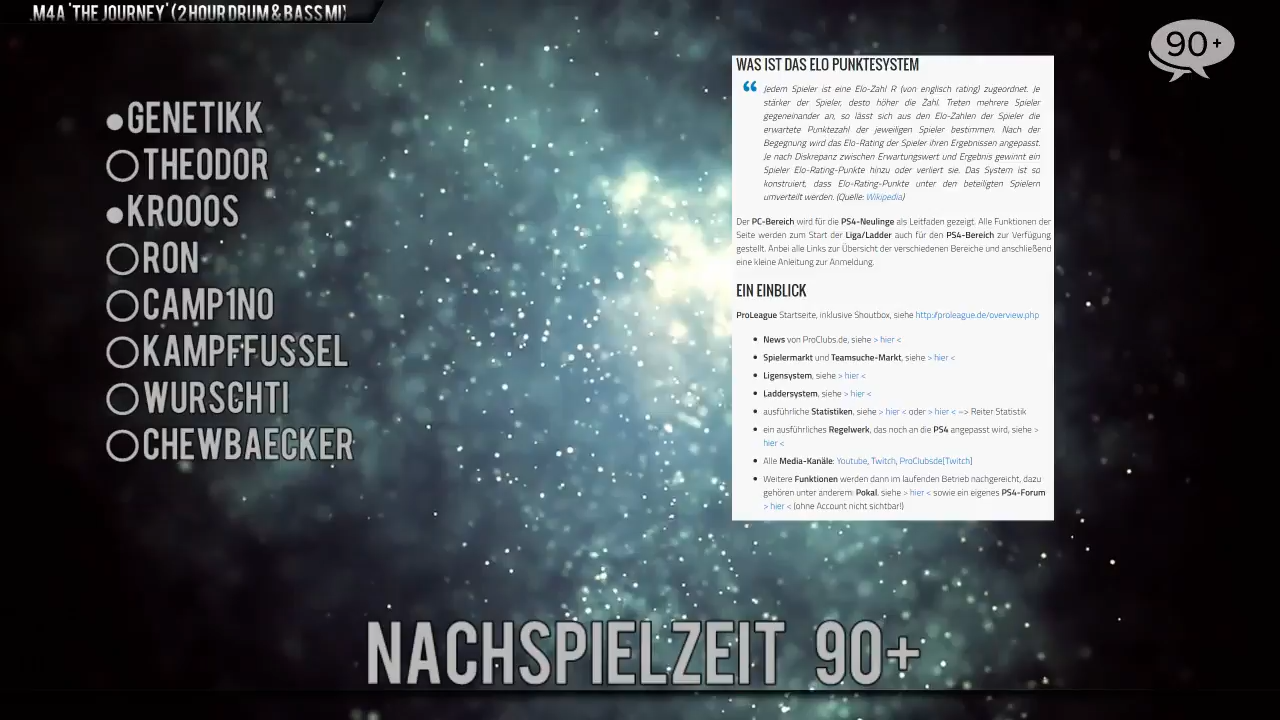 .M4A 'THE JOURNEY' (2 HOUR DRUM & BASS MI)
90+
GENETIKK
THEODOR
KROOOS
RON
CAMP1NO
KAMPFFUSSEL
WURSCHTI
CHEWBAECKER
WAS IST DAS ELO PUNKTESYSTEM
“ Jedem Spieler ist eine Elo-Zahl R (von englisch rating) zugeordnet. Je
stärker der Spieler, desto höher die Zahl. Treten mehrere Spieler
gegeneinander an, so lässt sich aus den Elo-Zahlen der Spieler die
erwartete Punktezahl der jeweiligen Spieler bestimmen. Nach der
Begegnung wird das Elo-Rating der Spieler ihren Ergebnissen angepasst.
Je nach Diskrepanz zwischen Erwartungswert und Ergebnis gewinnt ein
Spieler Elo-Rating-Punkte hinzu oder verliert sie. Das System ist so
konstruiert, dass Elo-Rating-Punkte unter den beteiligten Spielern
umverteilt werden. (Quelle: Wikipedia)
Der PC-Bereich wird für die PS4-Neulinge als Leitfaden gezeigt. Alle Funktionen der
Seite werden zum Start der Liga/Ladder auch für den PS4-Bereich zur Verfügung
gestellt. Anbei alle Links zur Übersicht der verschiedenen Bereiche und anschließend
eine kleine Anleitung zur Anmeldung.
EIN EINBLICK
ProLeague Startseite, inklusive Shoutbox, siehe http://proleague.de/overview.php
• News von ProClubs.de, siehe > hier <
• Spielermarkt und Teamsuche-Markt, siehe > hier <
• Ligensystem, siehe > hier <
• Laddersystem, siehe > hier <
• ausführliche Statistiken, siehe > hier < oder > hier < –> Reiter Statistik
• ein ausführliches Regelwerk, das noch an die PS4 angepasst wird, siehe >
hier <
• Alle Media-Kanäle: Youtube, Twitch, ProClubsde[Twitch]
• Weitere Funktionen werden dann im laufenden Betrieb nachgereicht, dazu
gehören unter anderem: Pokal, siehe > hier < sowie ein eigenes PS4-Forum
> hier < (ohne Account nicht sichtbar!)
NACHSPIELZEIT 90+